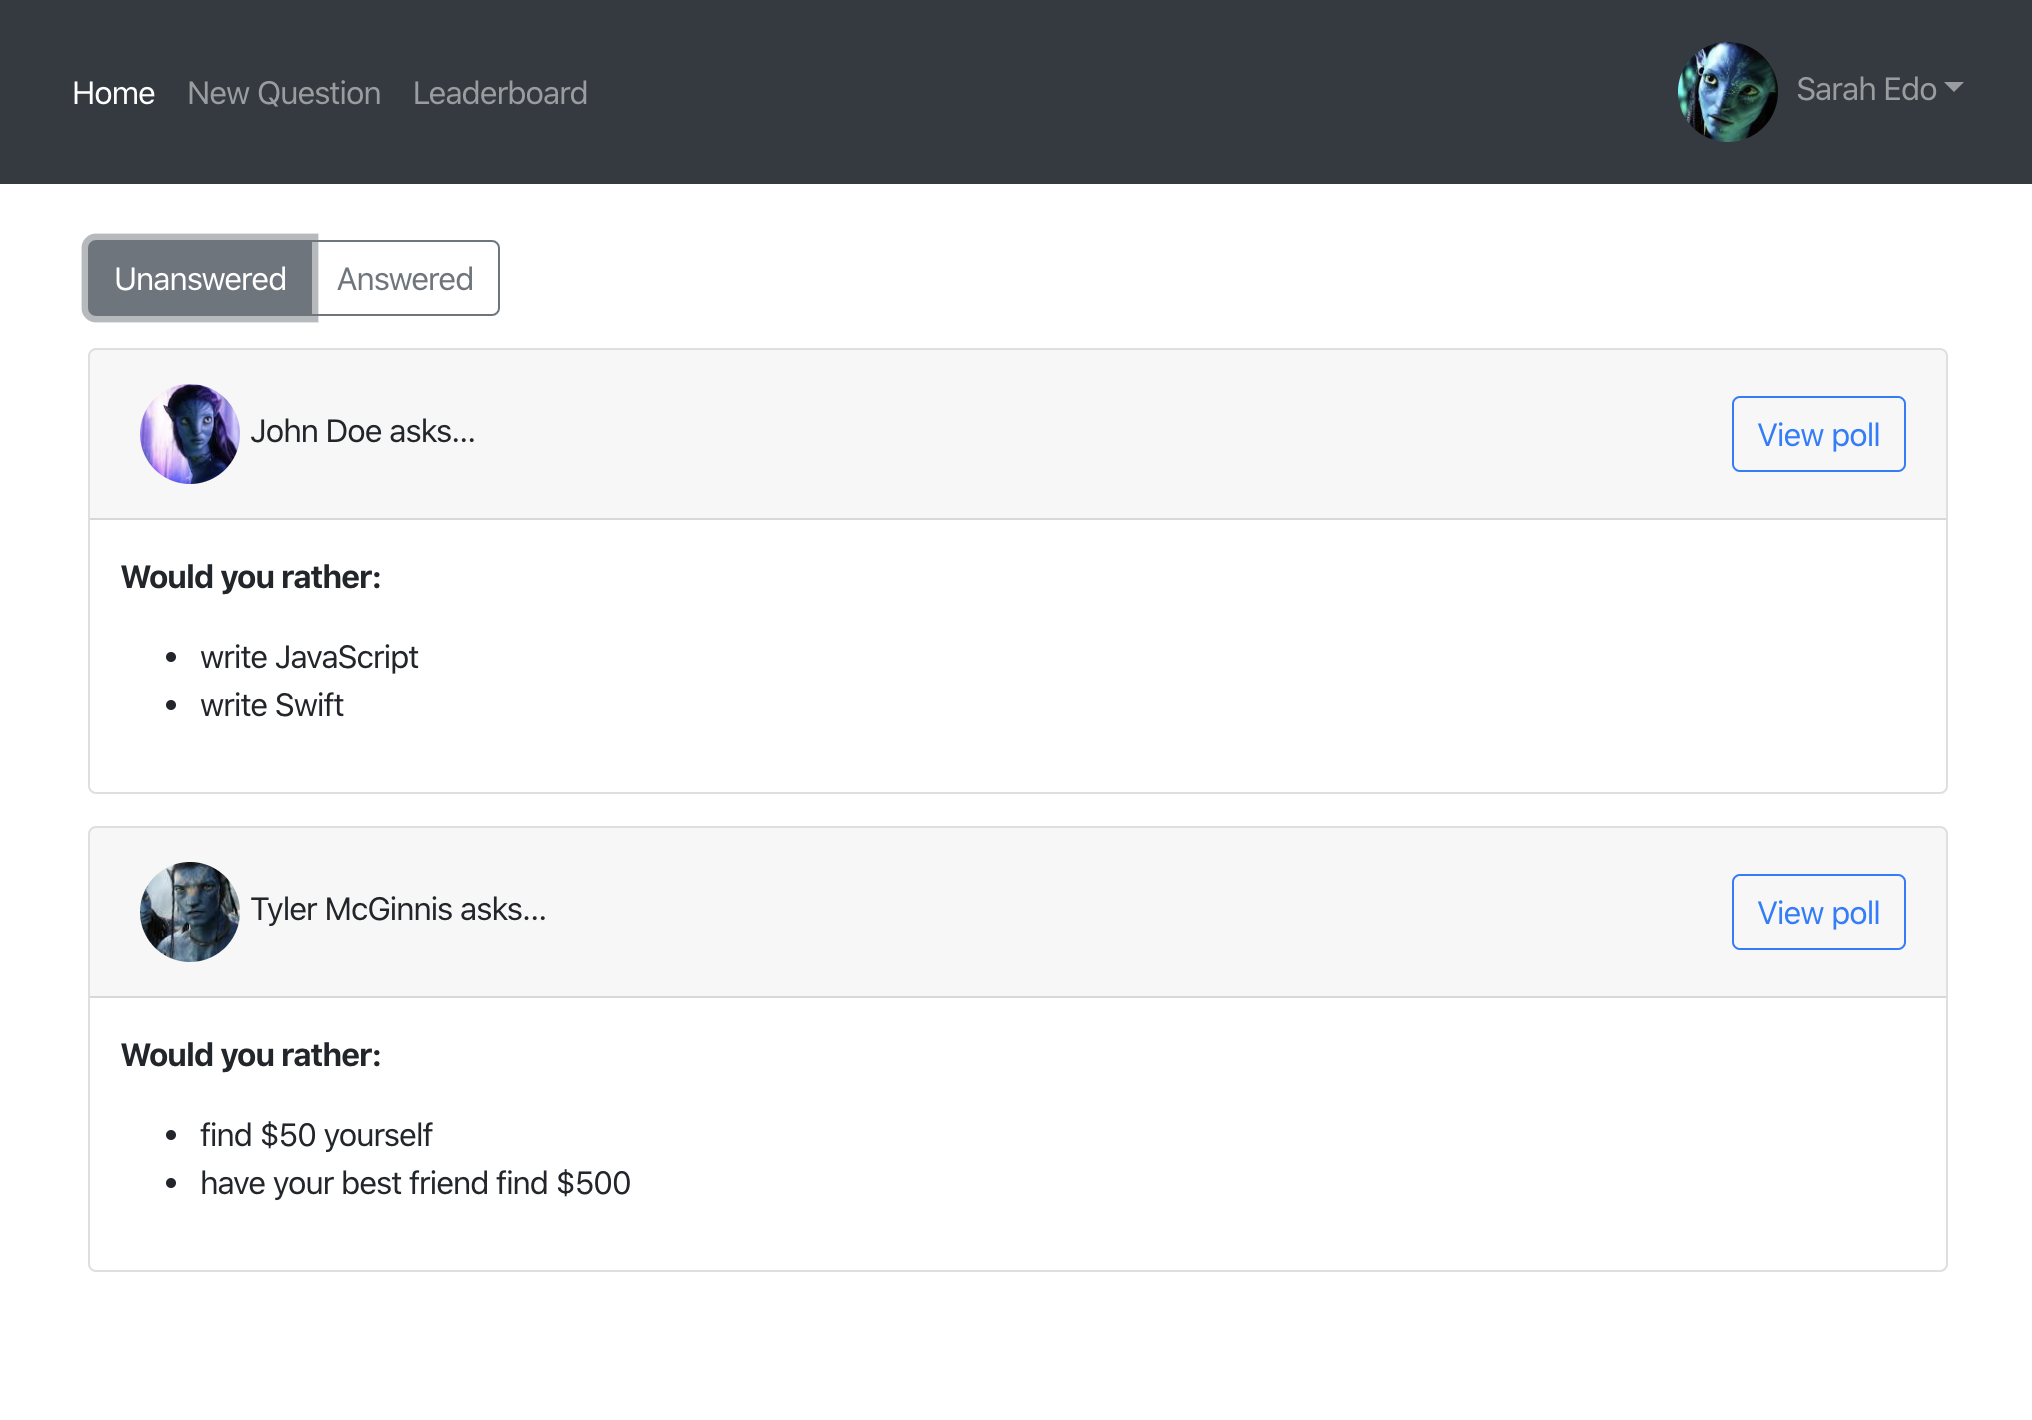 Home New Question Leaderboard Sarah Edo
Unanswered Answered
John Doe asks...
View poll
Would you rather:
write JavaScript
write Swift
Tyler McGinnis asks...
View poll
Would you rather:
find $50 yourself
have your best friend find $500